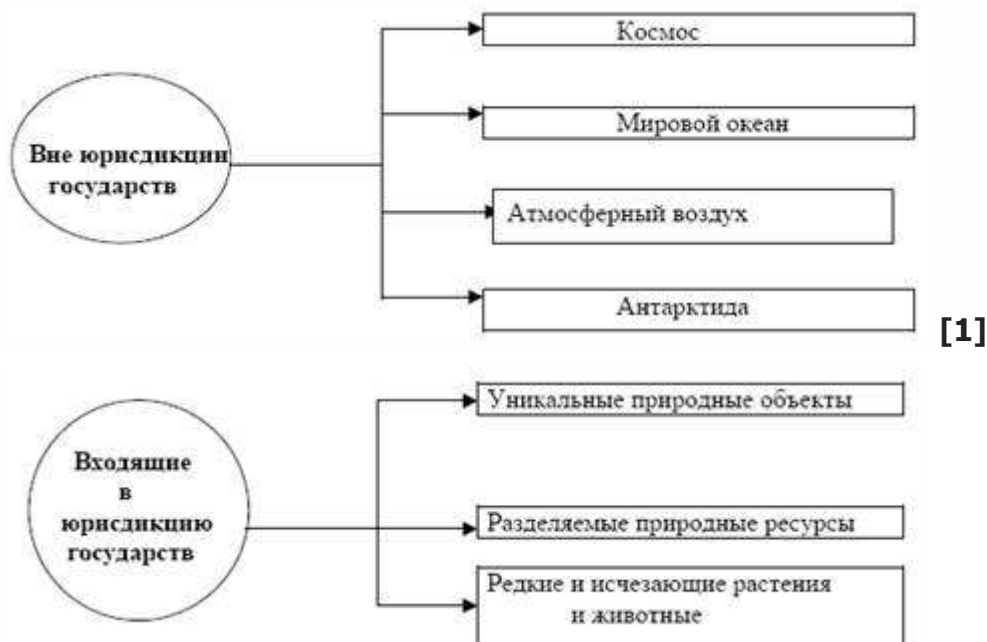 Космос
Мировой океан
Вне юрисдикции
государств
Атмосферный воздух
Антарктида
[1]
Уникальные природные объекты
Входящие
в
юрисдикцию
государств
Разделяемые природные ресурсы
Редкие и исчезающие растения
и животные